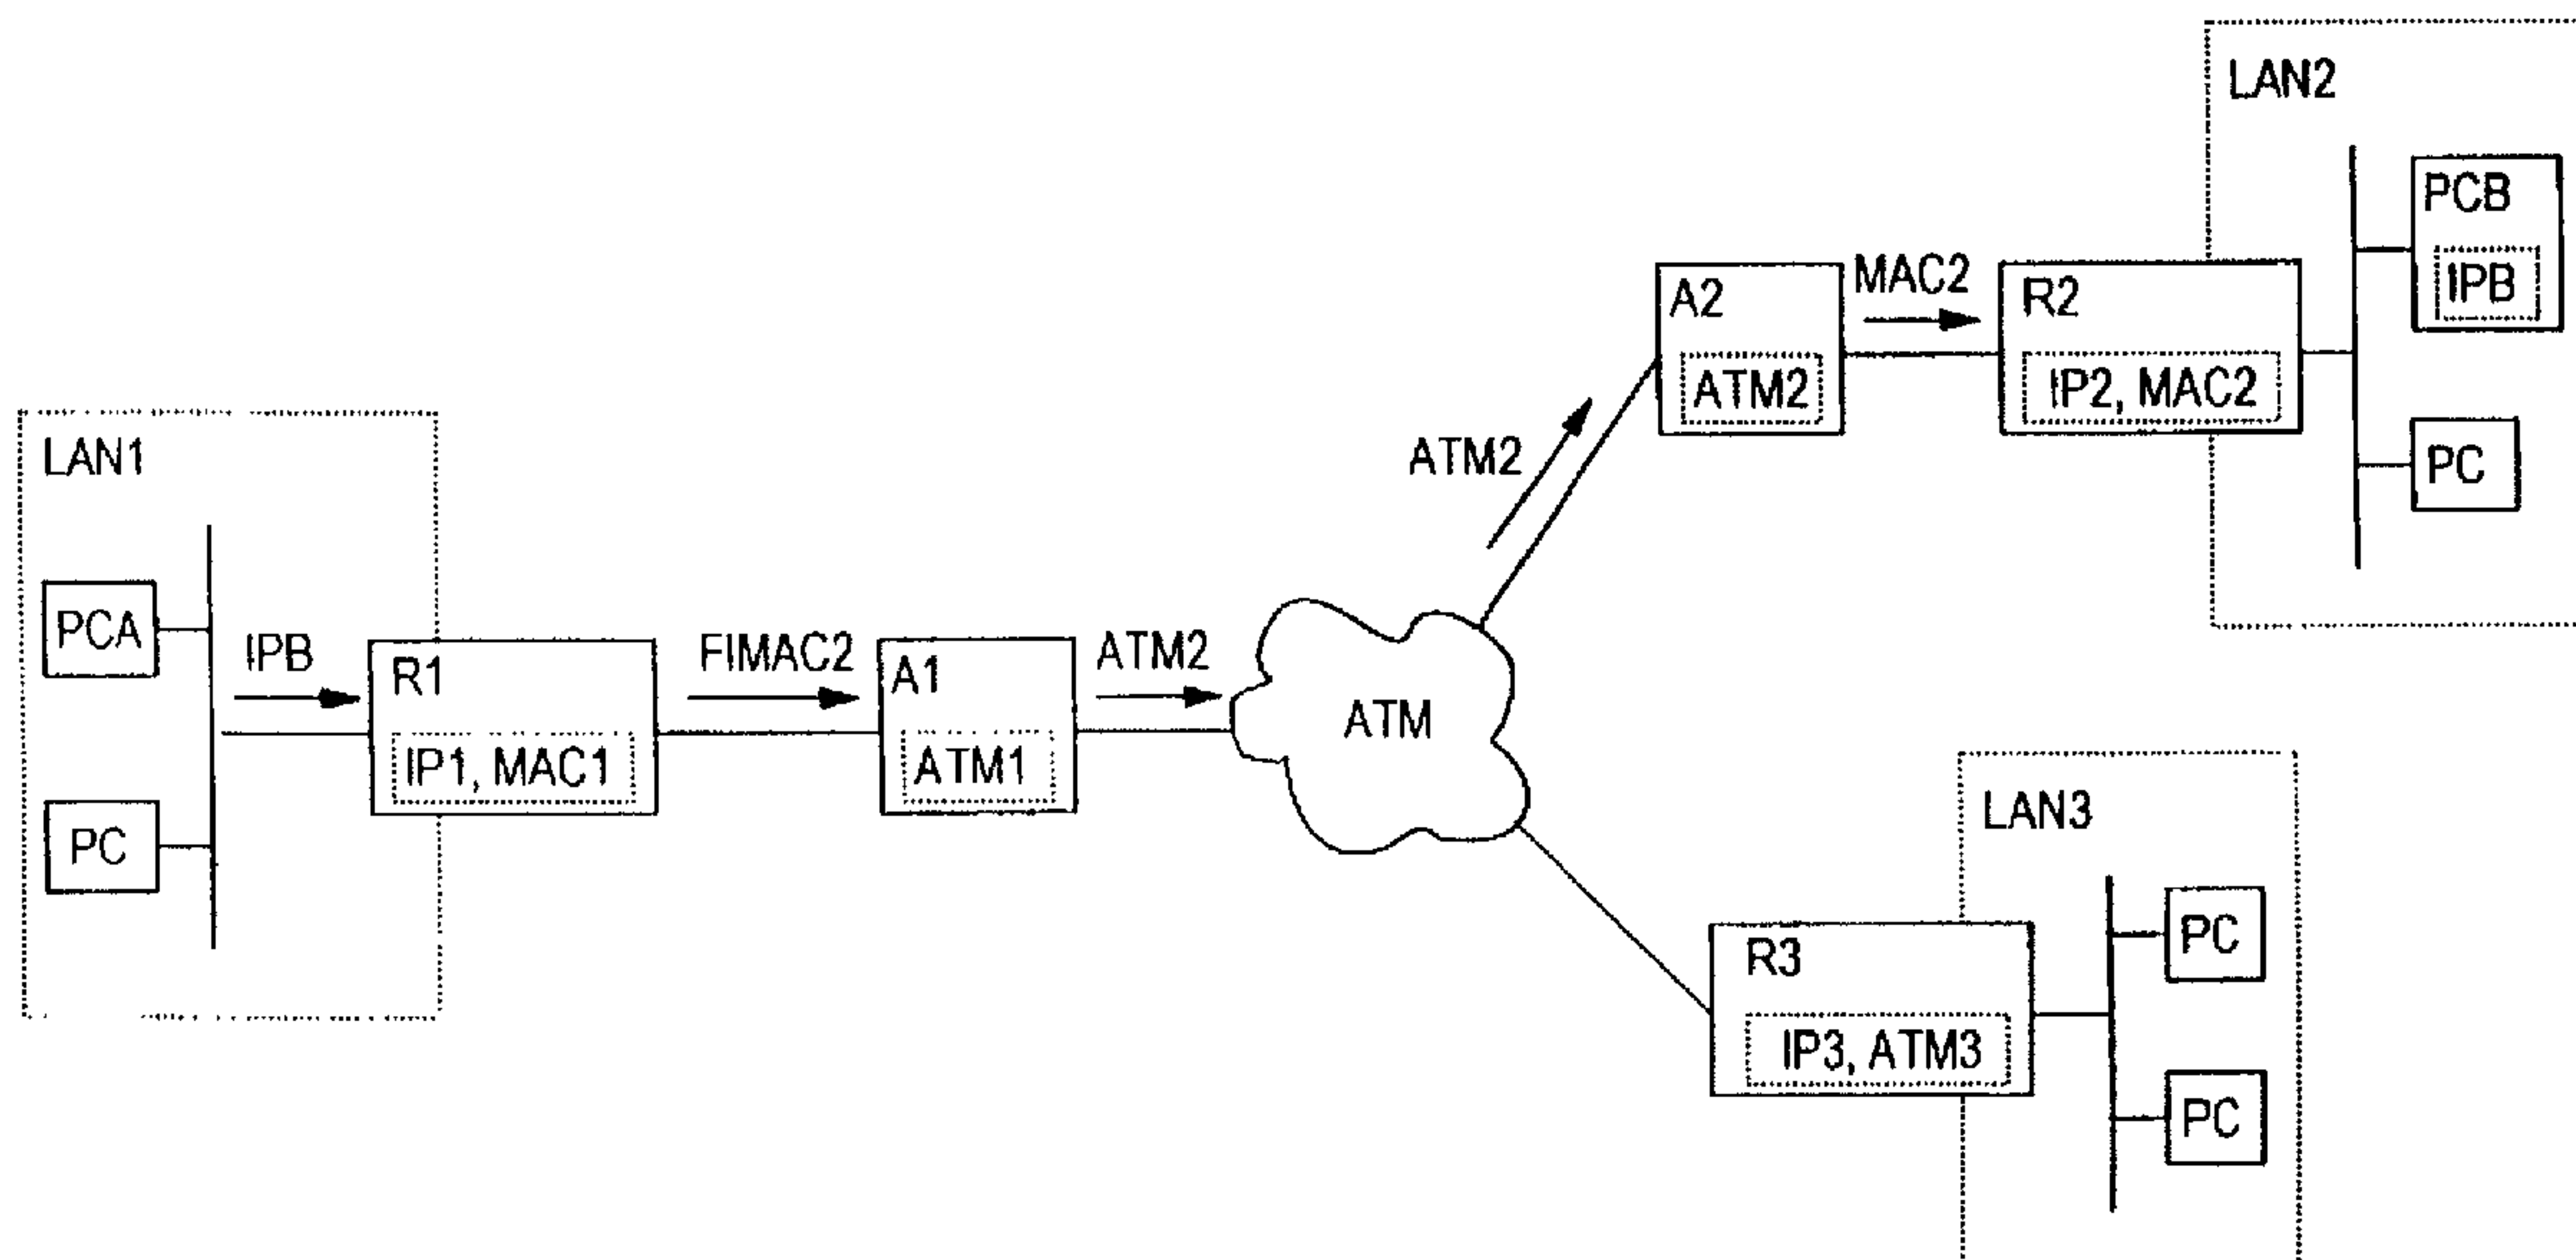 LAN2
PCB
IPB
A2
ATM2
MAC2
R2
IP2, MAC2
PC
ATM2
LAN1
PCA
PC
IPB
R1
IP1, MAC1
FIMAC2
A1
ATM1
ATM2
ATM
LAN3
R3
IP3, ATM3
PC
PC